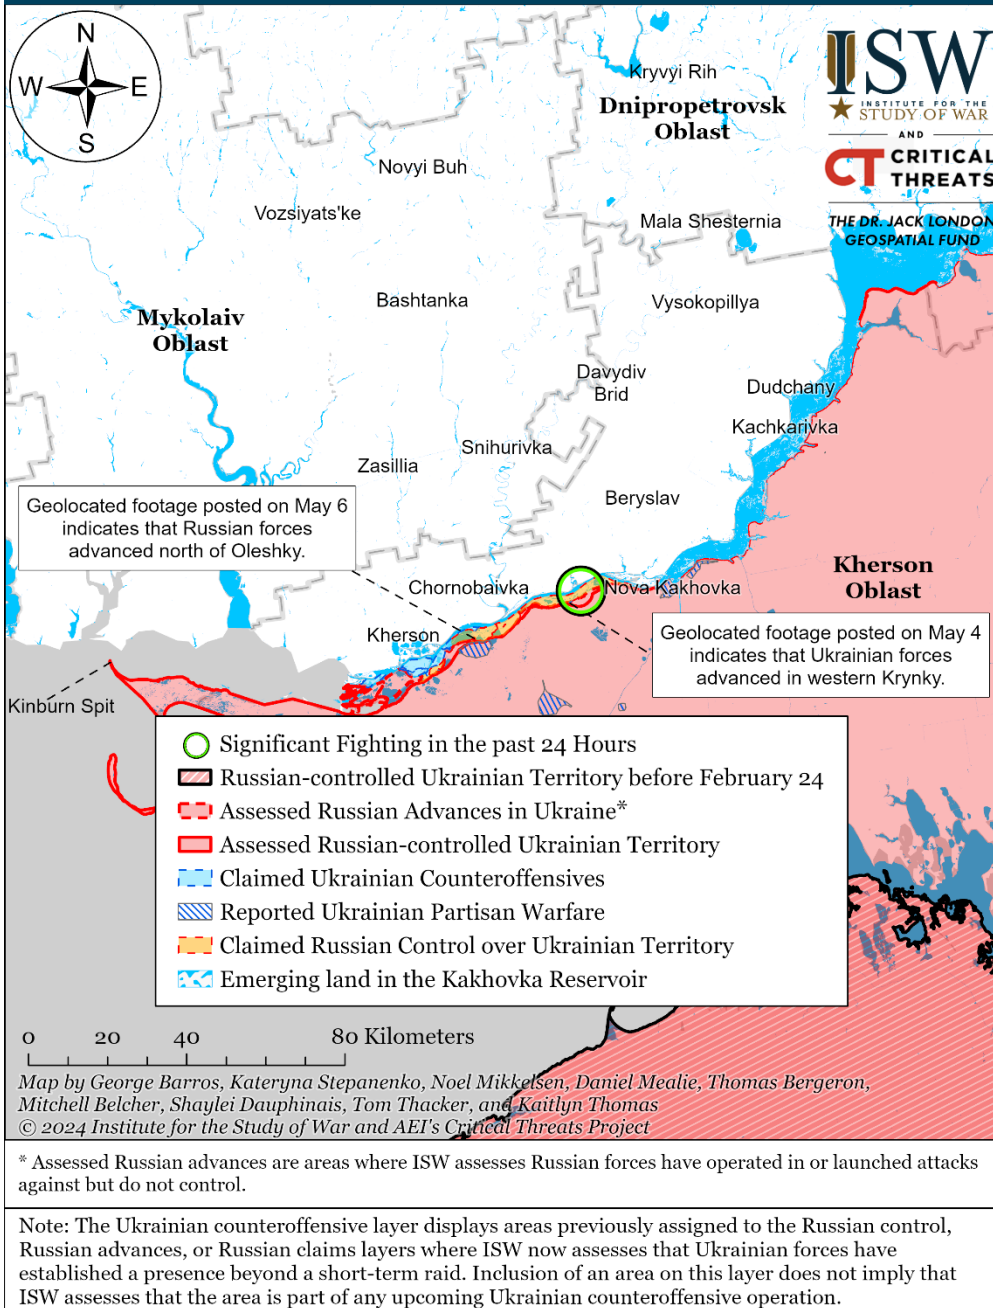 N
W
E
S
Kryvyi Rih
Dnipropetrovsk
Oblast
ISW
INSTITUTE FOR THE
STUDY OF WAR
AND
CT CRITICAL
THREATS
THE DR. JACK LONDON
GEOSPATIAL FUND
Novyi Buh
Vozsiyats'ke
Mala Shesternia
Bashtanka
Vysokopillya
Mykolaiv
Oblast
Davydiv
Brid
Dudchany
Kachkarivka
Snihurivka
Zasillia
Beryslav
Geolocated footage posted on May 6
indicates that Russian forces
advanced north of Oleshky.
Chornobaivka
Nova Kakhovka
Kherson
Oblast
Kherson
Geolocated footage posted on May 4
indicates that Ukrainian forces
advanced in western Krynky.
Kinburn Spit
Significant Fighting in the past 24 Hours
Russian-controlled Ukrainian Territory before February 24
Assessed Russian Advances in Ukraine*
Assessed Russian-controlled Ukrainian Territory
Claimed Ukrainian Counteroffensives
Reported Ukrainian Partisan Warfare
Claimed Russian Control over Ukrainian Territory
Emerging land in the Kakhovka Reservoir
0 20 40 80 Kilometers
Map by George Barros, Kateryna Stepanenko, Noel Mikkelsen, Daniel Mealie, Thomas Bergeron,
Mitchell Belcher, Shaylei Dauphinais, Tom Thacker, and Kaitlyn Thomas
© 2024 Institute for the Study of War and AEI's Critical Threats Project
* Assessed Russian advances are areas where ISW assesses Russian forces have operated in or launched attacks
against but do not control.
Note: The Ukrainian counteroffensive layer displays areas previously assigned to the Russian control,
Russian advances, or Russian claims layers where ISW now assesses that Ukrainian forces have
established a presence beyond a short-term raid. Inclusion of an area on this layer does not imply that
ISW assesses that the area is part of any upcoming Ukrainian counteroffensive operation.